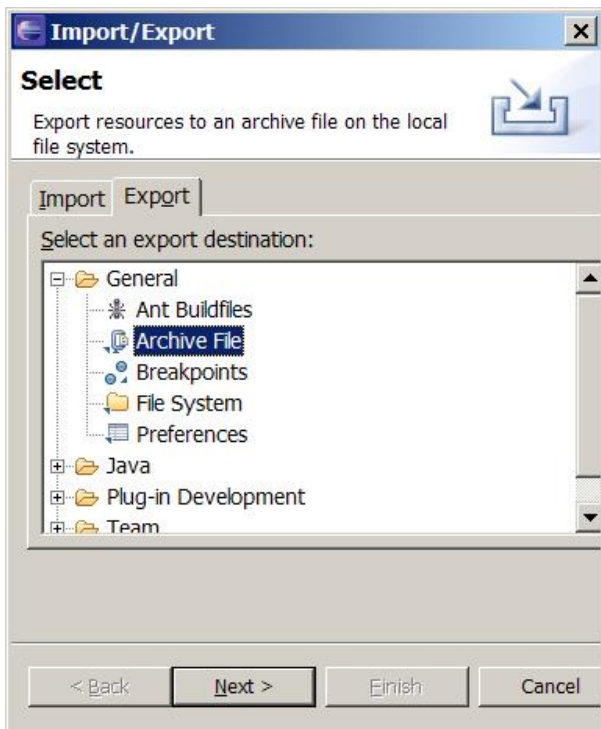 Import/Export
Select
Export resources to an archive file on the local
file system.
Import Export
Select an export destination:
General
Ant Buildfiles
Archive File
Breakpoints
File System
Preferences
Java
Plug-in Development
Team
< Back Next > Finish Cancel